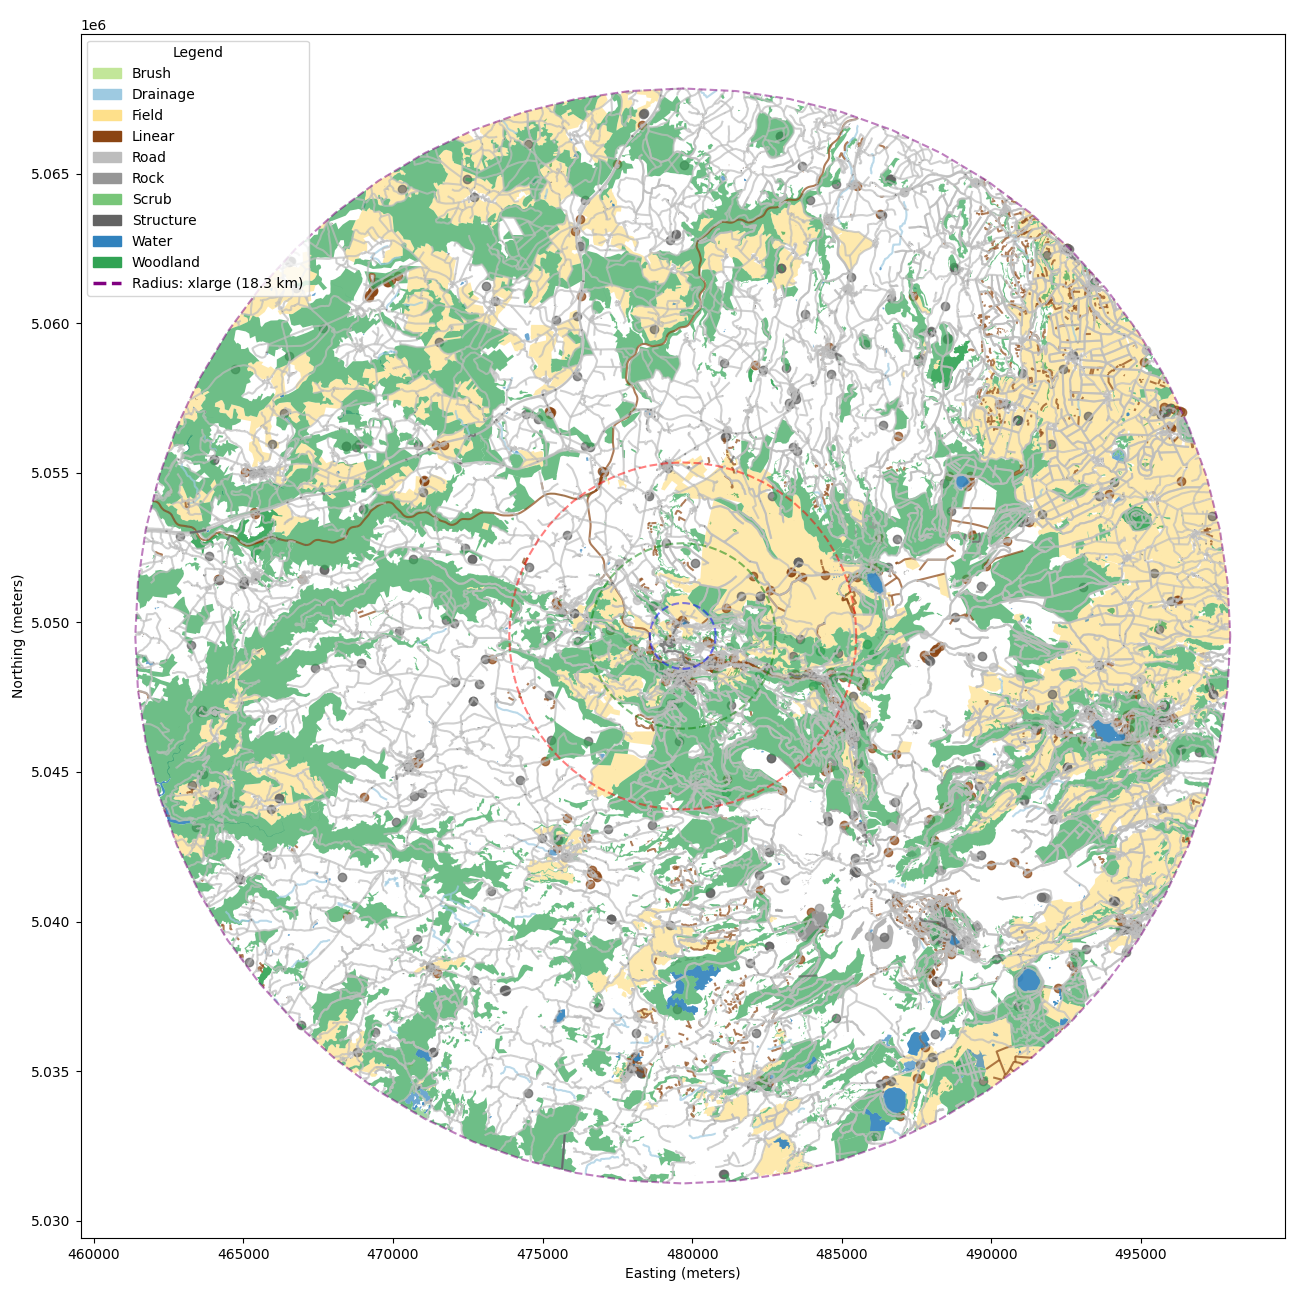 1e6
Legend
Brush
Drainage
Field
Linear
Road
Rock
Scrub
Structure
Water
Woodland
Radius: xlarge (18.3 km)
5.065
5.060
5.055
5.050
5.045
5.040
5.035
5.030
Northing (meters)
460000 465000 470000 475000 480000 485000 490000 495000
Easting (meters)